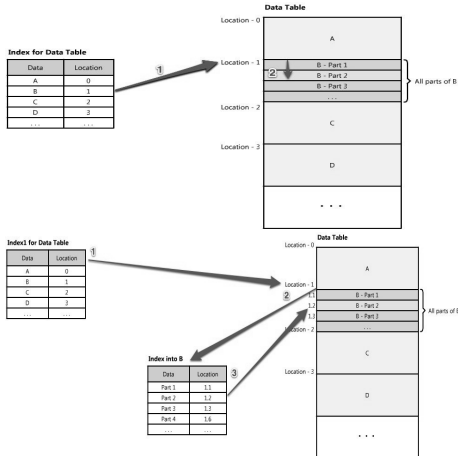 Data Table
Location - 0
A
Index for Data Table
Data Location
A 0
B 1
C 2
D 3
. . . . . .
1
Location - 1
2
B - Part 1
B - Part 2
B - Part 3
. . .
All parts of B
Location - 2
C
Location - 3
D
. . .
Index1 for Data Table
Data Location
A 0
B 1
C 2
D 3
. . . . . .
1
Data Table
Location - 0
A
Location - 1
2
1.1 B - Part 1
1.2 B - Part 2
1.3 B - Part 3
. . .
All parts of
Location - 2
C
Location - 3
D
. . .
Index into B
Data Location
Part 1 1.1
Part 2 1.2
Part 3 1.3
Part 4 1.6
. . . . . .
3